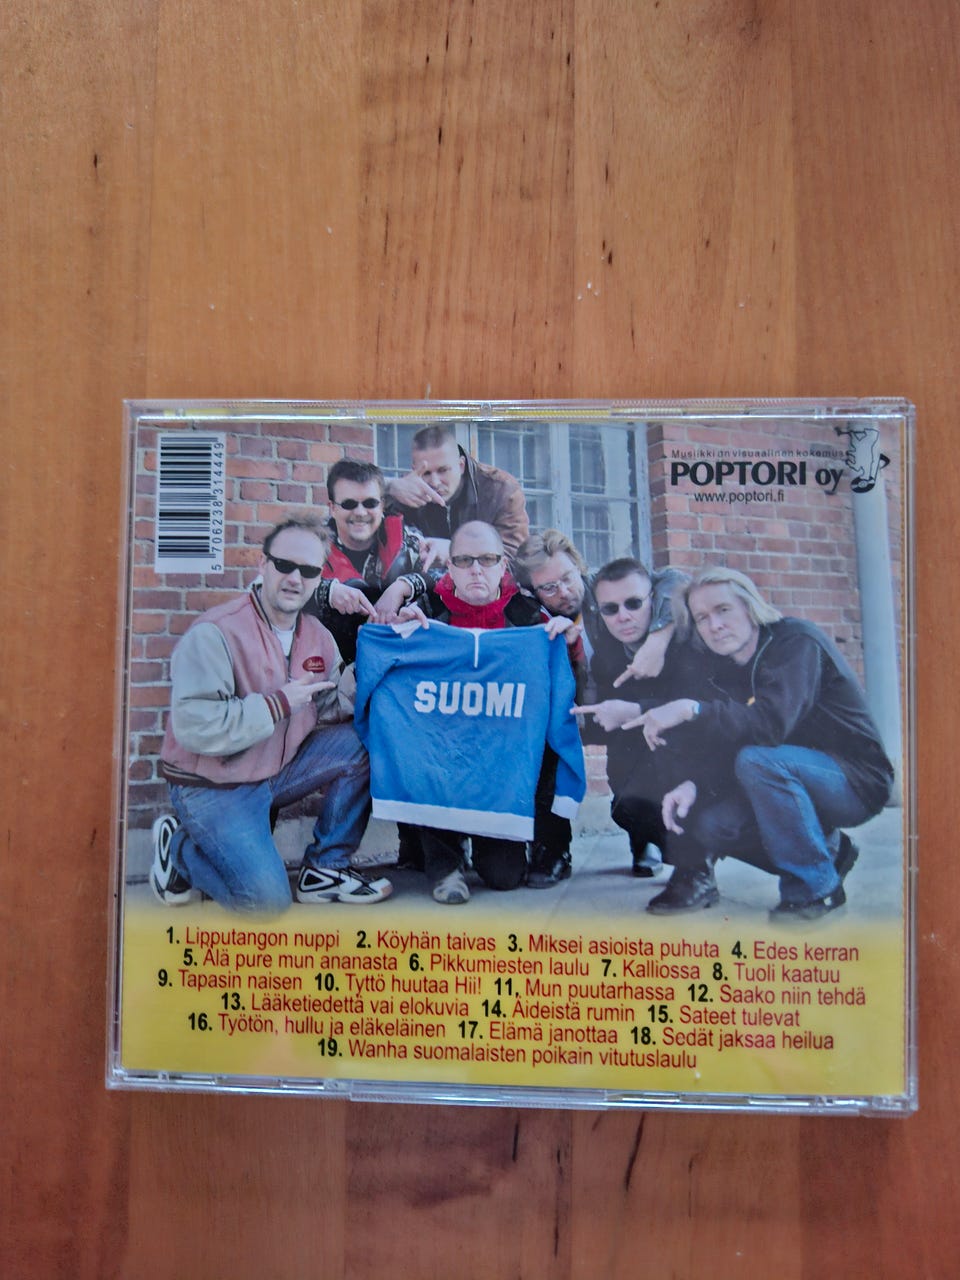 5 706238 314449
Musiikki on visuaalinen kokemus
POPTORI oy
www.poptori.fi
SUOMI
1. Lipputangon nuppi 2. Köyhän taivas 3. Miksei asioista puhuta 4. Edes kerran
5. Älä pure mun ananasta 6. Pikkumiesten laulu 7. Kalliossa 8. Tuoli kaatuu
9. Tapasin naisen 10. Tyttö huutaa Hii! 11. Mun puutarhassa 12. Saako niin tehdä
13. Lääketiedettä vai elokuvia 14. Äideistä rumin 15. Sateet tulevat
16. Työtön, hullu ja eläkeläinen 17. Elämä janottaa 18. Sedät jaksaa heilua
19. Wanha suomalaisten poikain vitutuslaulu